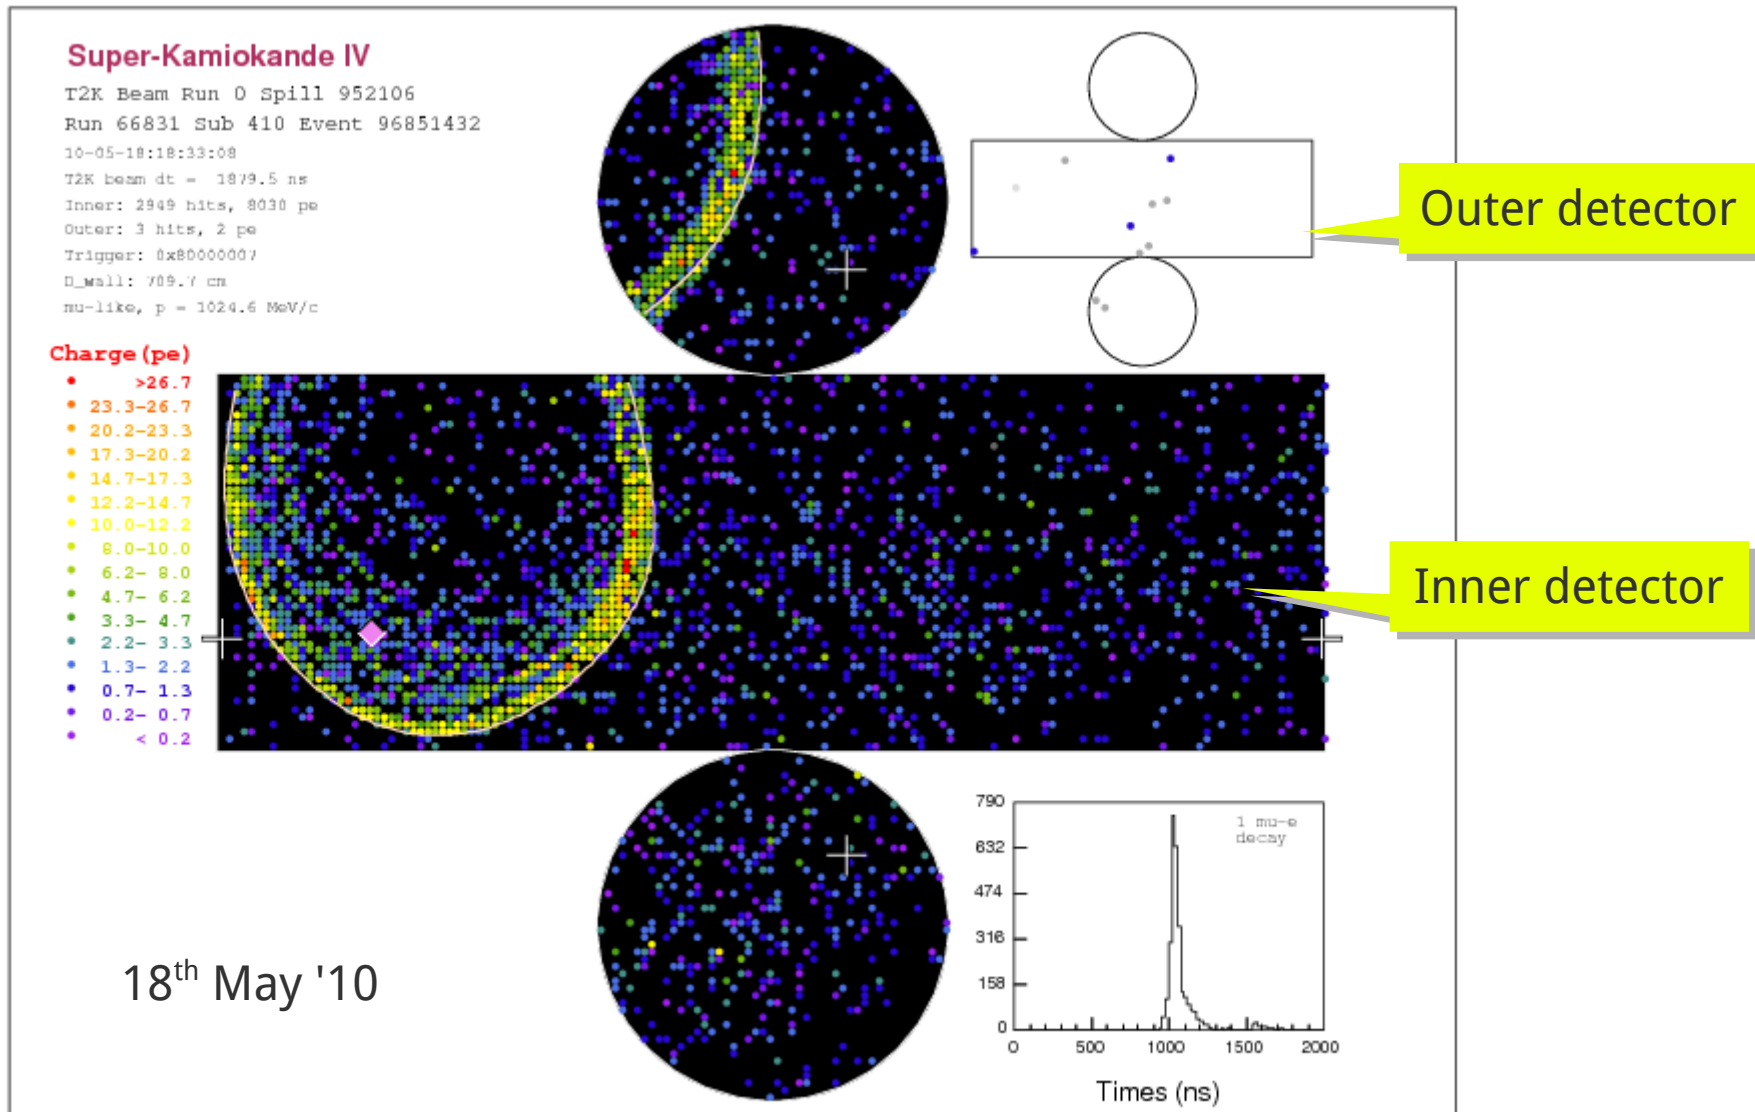 Super-Kamiokande IV
T2K Beam Run 0 Spill 952106
Run 66831 Sub 410 Event 96851432
10-05-18:18:33:08
T2K beam dt = 1879.5 ns
Inner: 2949 hits, 8030 pe
Outer: 3 hits, 2 pe
Trigger: 0x80000007
D_wall: 709.7 cm
mu-like, p = 1024.6 MeV/c
Outer detector
Charge(pe)
>26.7
23.3-26.7
20.2-23.3
17.3-20.2
14.7-17.3
12.2-14.7
10.0-12.2
8.0-10.0
6.2- 8.0
4.7- 6.2
3.3- 4.7
2.2- 3.3
1.3- 2.2
0.7- 1.3
0.2- 0.7
< 0.2
Inner detector
18th May '10
790
632
474
316
158
0
1 mu-e
decay
0 500 1000 1500 2000
Times (ns)